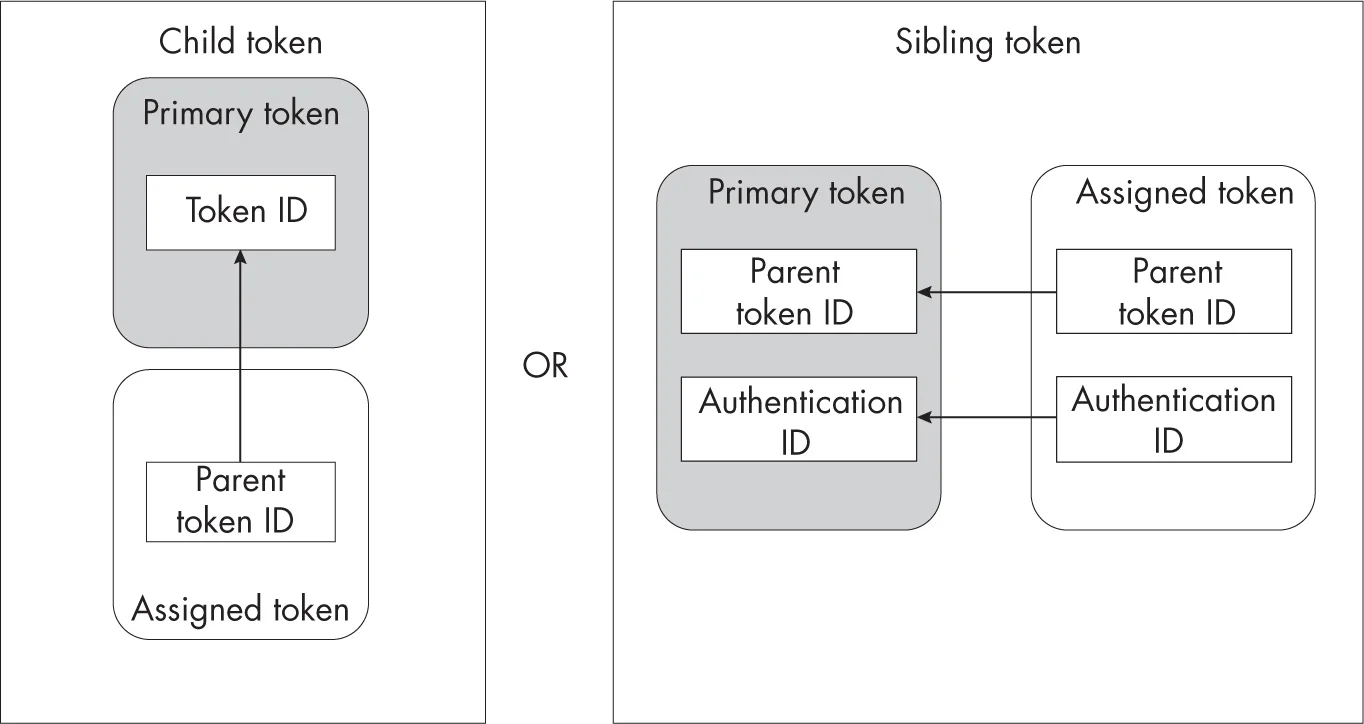 Child token
Primary token
Token ID
Parent
token ID
Assigned token
OR
Sibling token
Primary token
Parent
token ID
Authentication
ID
Assigned token
Parent
token ID
Authentication
ID